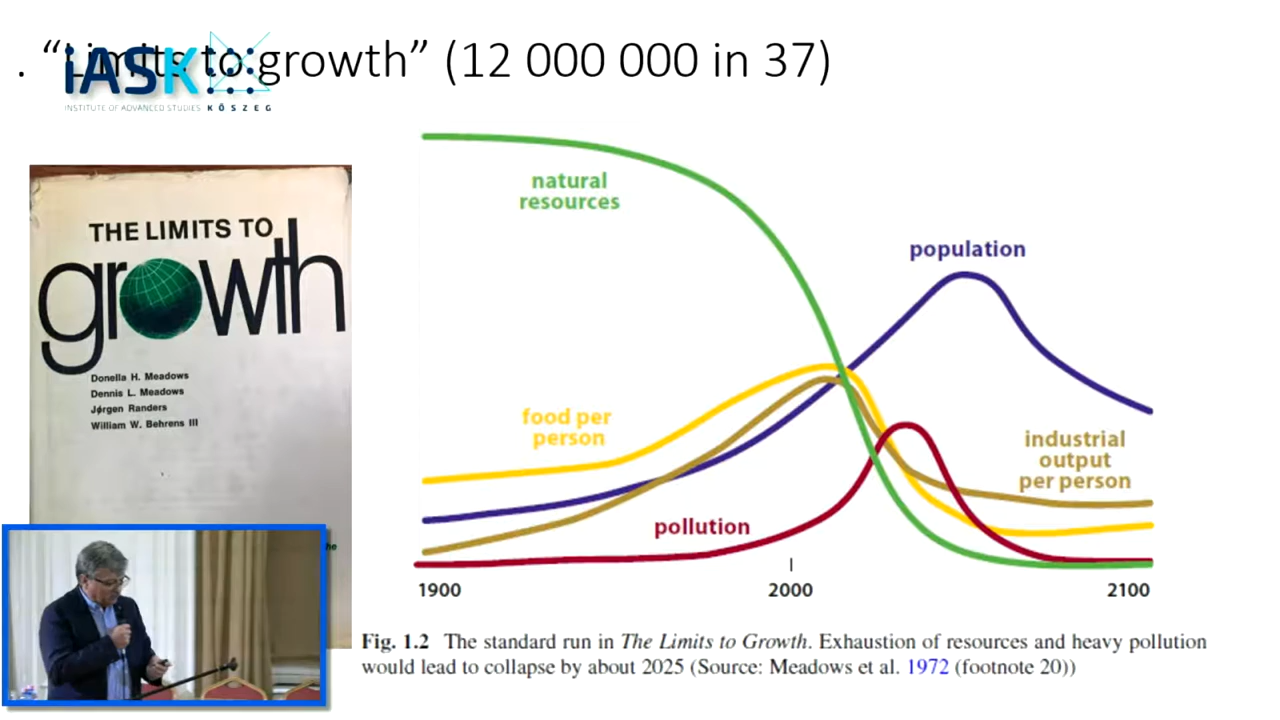 . “Limits to growth” (12 000 000 in 37)
iASK
INSTITUTE OF ADVANCED STUDIES KŐSZEG
THE LIMITS TO
growth
Donella H. Meadows
Dennis L. Meadows
Jørgen Randers
William W. Behrens III
he
natural
resources
population
food per
person
industrial
output
per person
pollution
1900
2000
2100
Fig. 1.2 The standard run in The Limits to Growth. Exhaustion of resources and heavy pollution
would lead to collapse by about 2025 (Source: Meadows et al. 1972 (footnote 20))